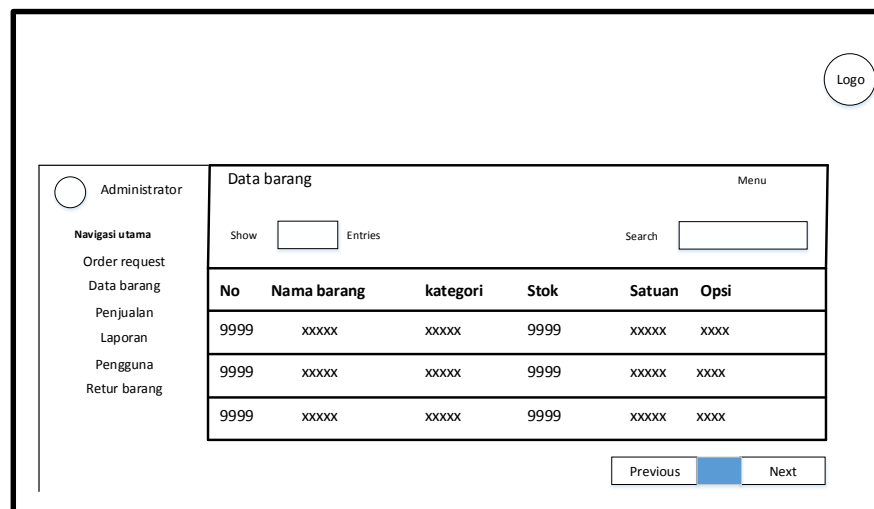 Logo
Administrator
Navigasi utama
Order request
Data barang
Penjualan
Laporan
Pengguna
Retur barang
Data barang
Menu
Show Entries Search
No Nama barang kategori Stok Satuan Opsi
9999 xxxxx xxxxx 9999 xxxxx xxxx
9999 xxxxx xxxxx 9999 xxxxx xxxx
9999 xxxxx xxxxx 9999 xxxxx xxxx
Previous Next